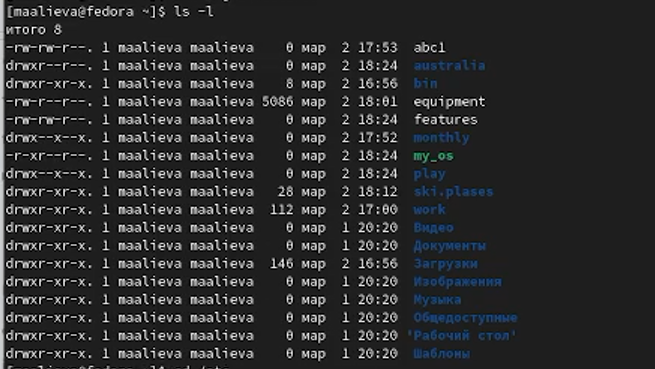 [maalieva@fedora ~]$ ls -l
итого 8
-rw-rw-r--. 1 maalieva maalieva    0 мар  2 17:53  abc1
drwxr--r--. 1 maalieva maalieva    0 мар  2 18:24  australia
drwxr-xr-x. 1 maalieva maalieva    8 мар  2 16:56  bin
-rw-r--r--. 1 maalieva maalieva 5086 мар  2 18:01  equipment
-rw-rw-r--. 1 maalieva maalieva    0 мар  2 18:24  features
drwx--x--x. 1 maalieva maalieva    0 мар  2 17:52  monthly
-r-xr--r--. 1 maalieva maalieva    0 мар  2 18:24  my_os
drwx--x--x. 1 maalieva maalieva    0 мар  2 18:24  play
drwxr-xr-x. 1 maalieva maalieva   28 мар  2 18:12  ski.plases
drwxr-xr-x. 1 maalieva maalieva  112 мар  2 17:00  work
drwxr-xr-x. 1 maalieva maalieva    0 мар  1 20:20  Видео
drwxr-xr-x. 1 maalieva maalieva    0 мар  1 20:20  Документы
drwxr-xr-x. 1 maalieva maalieva  146 мар  2 16:56  Загрузки
drwxr-xr-x. 1 maalieva maalieva    0 мар  1 20:20  Изображения
drwxr-xr-x. 1 maalieva maalieva    0 мар  1 20:20  Музыка
drwxr-xr-x. 1 maalieva maalieva    0 мар  1 20:20  Общедоступные
drwxr-xr-x. 1 maalieva maalieva    0 мар  1 20:20 'Рабочий стол'
drwxr-xr-x. 1 maalieva maalieva    0 мар  1 20:20  Шаблоны